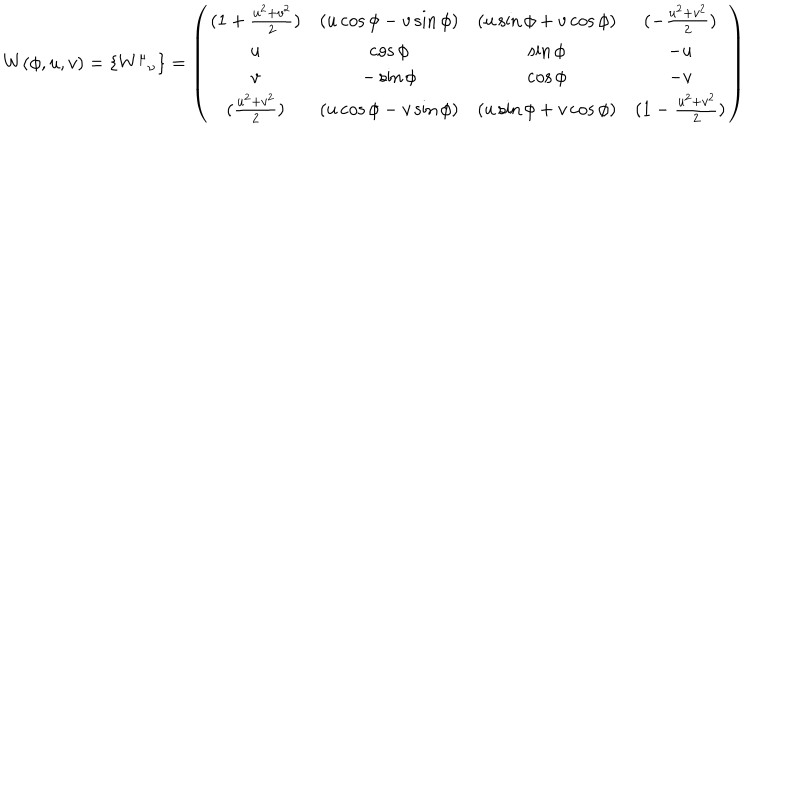 W(\phi, u, v) = \{W^{\mu}{}_{\nu}\} = \begin{pmatrix} (1 + \frac{u^2+v^2}{2}) & (u\cos\phi - v\sin\phi) & (u\sin\phi + v\cos\phi) & (-\frac{u^2+v^2}{2}) \\ u & \cos\phi & \sin\phi & -u \\ v & -\sin\phi & \cos\phi & -v \\ (\frac{u^2+v^2}{2}) & (u\cos\phi - v\sin\phi) & (u\sin\phi + v\cos\phi) & (1 - \frac{u^2+v^2}{2}) \end{pmatrix}